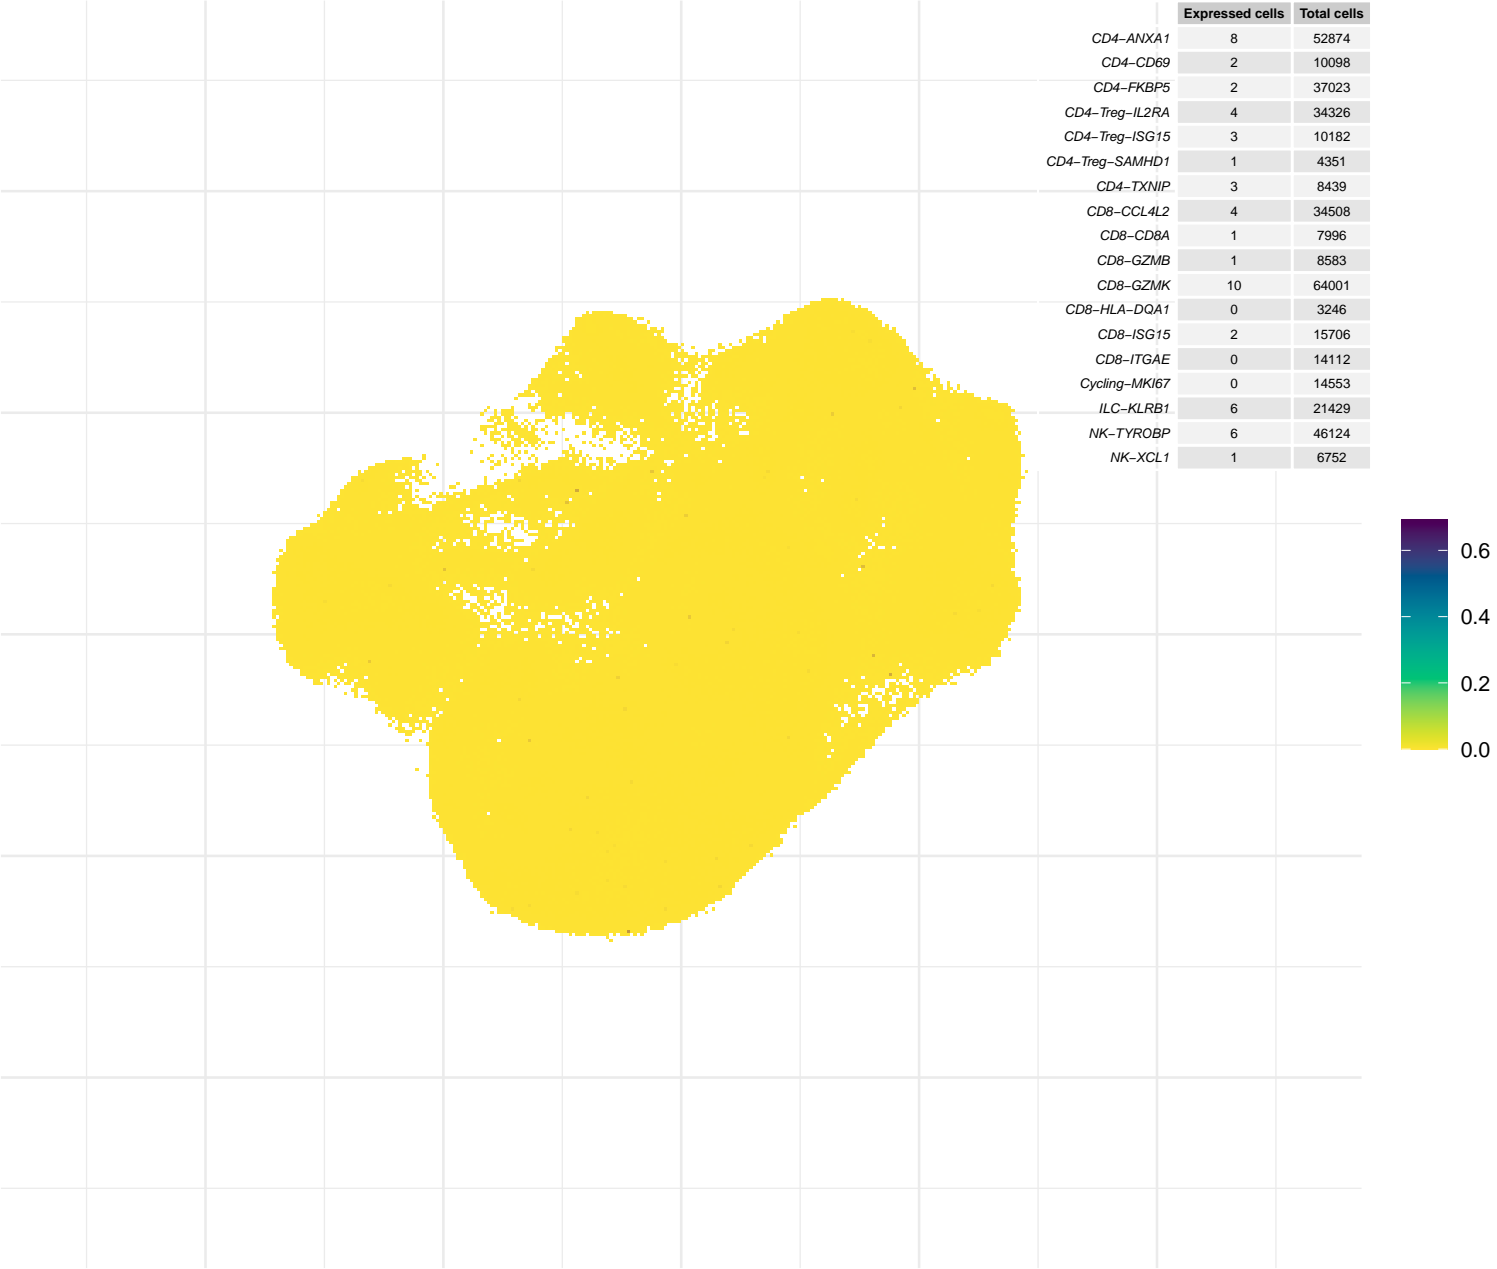 Expressed cells Total cells
CD4−ANXA1 8 52874
CD4−CD69 2 10098
CD4−FKBP5 2 37023
CD4−Treg−IL2RA 4 34326
CD4−Treg−ISG15 3 10182
CD4−Treg−SAMHD1 1 4351
CD4−TXNIP 3 8439
CD8−CCL4L2 4 34508
CD8−CD8A 1 7996
CD8−GZMB 1 8583
CD8−GZMK 10 64001
CD8−HLA−DQA1 0 3246
CD8−ISG15 2 15706
CD8−ITGAE 0 14112
Cycling−MKI67 0 14553
ILC−KLRB1 6 21429
NK−TYROBP 6 46124
NK−XCL1 1 6752
0.6
0.4
0.2
0.0